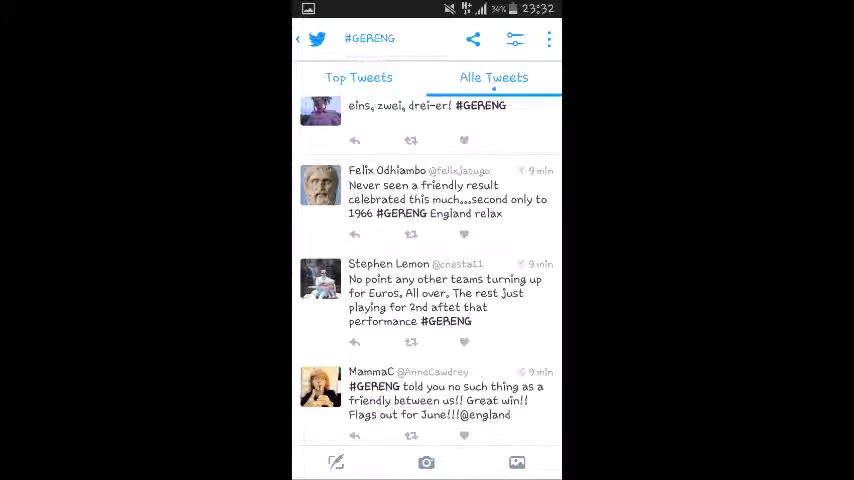 34% 23:32
#GERENG
Top Tweets Alle Tweets
eins, zwei, drei-er! #GERENG
Felix Odhiambo @felixjatugo 9 min
Never seen a friendly result
celebrated this much...second only to
1966 #GERENG England relax
Stephen Lemon @cnesta11 9 min
No point any other teams turning up
for Euros. All over. The rest just
playing for 2nd aftet that
performance #GERENG
MammaC @AnneCawdrey 9 min
#GERENG told you no such thing as a
friendly between us!! Great win!!
Flags out for June!!!@england